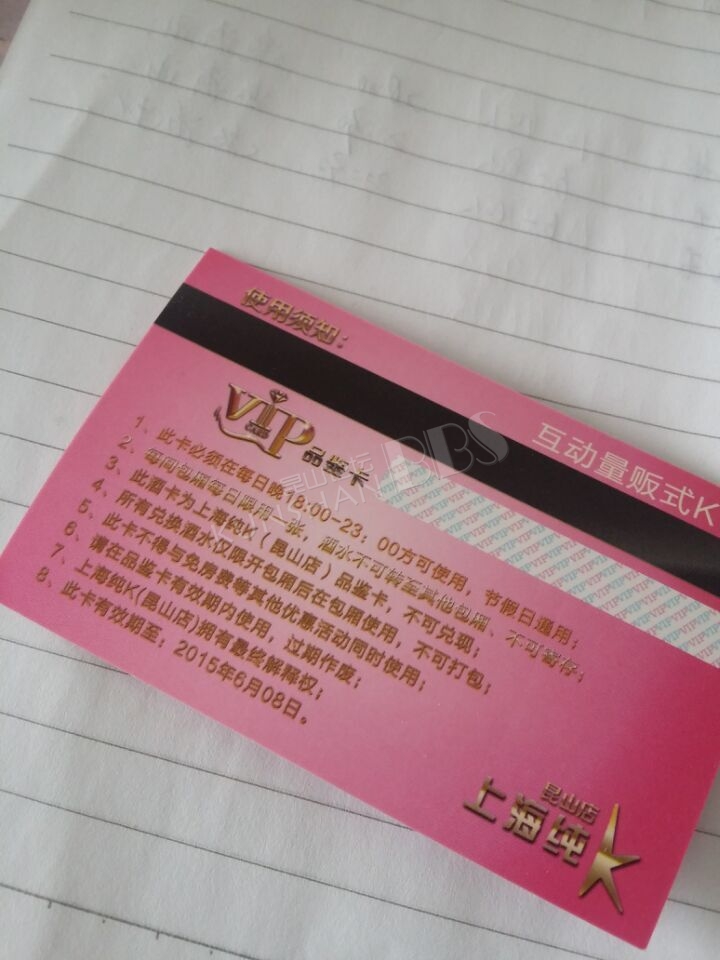 使用须知：
互动量贩式K
VIP 品鉴卡
1、此卡必须在每日晚18:00-23：00方可使用，节假日通用；
2、每间包厢每日限用一张，酒水不可转至其他包厢、不可寄存；
3、此酒卡为上海纯K（昆山店）品鉴卡，不可兑现；
4、所有兑换酒水仅限开包厢后在包厢使用，不可打包；
5、此卡不得与免房费等其他优惠活动同时使用；
6、请在品鉴卡有效期内使用，过期作废；
7、上海纯K(昆山店)拥有最终解释权；
8、此卡有效期至：2015年6月08日。
昆山店
上海纯K
昆山论坛
KUNSHAN BBS
VIPVIPVIPVIPVIPVIPVIPVIP